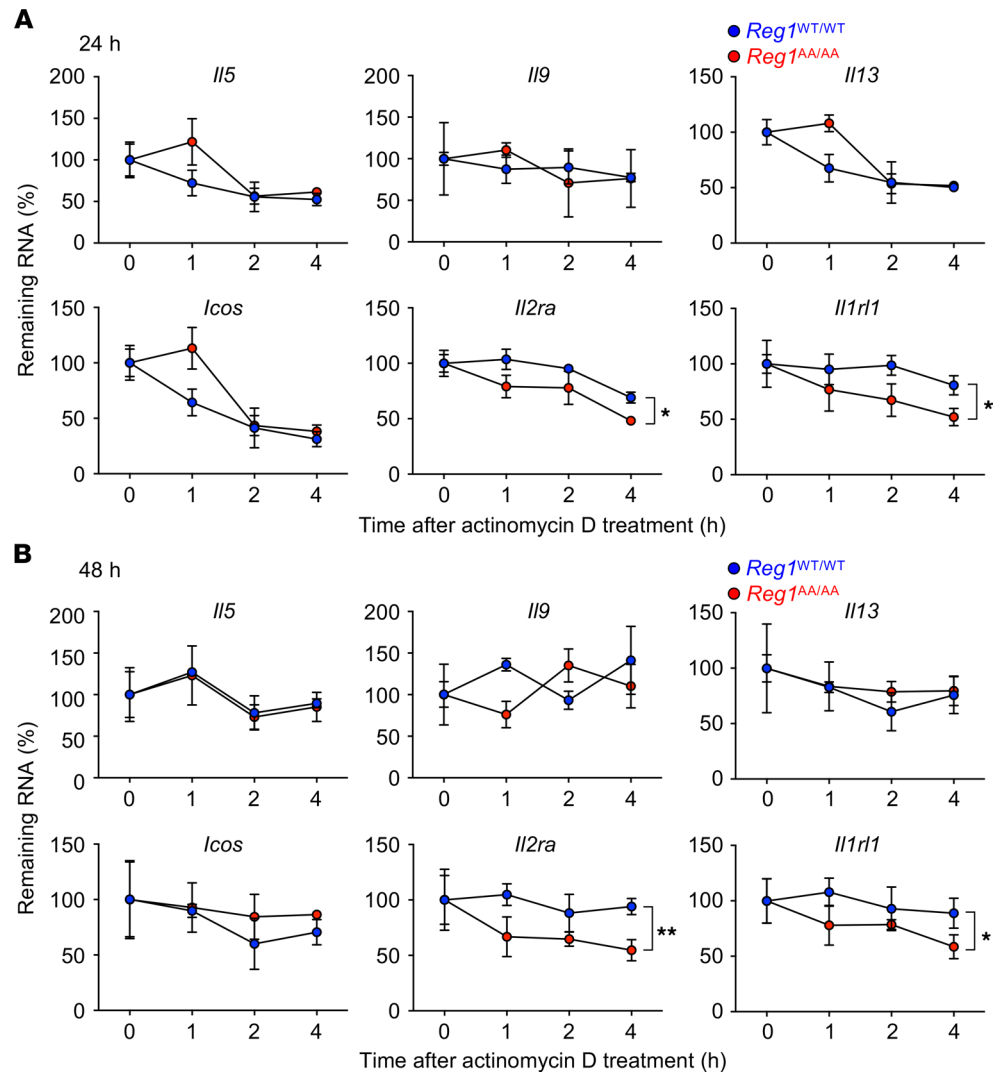 A
24 h
Reg1WT/WT
Reg1AA/AA
Remaining RNA (%)
Il5
200
150
100
50
0
0 1 2 4
Il9
200
150
100
50
0
0 1 2 4
Il13
150
100
50
0
0 1 2 4
Icos
150
100
50
0
0 1 2 4
Il2ra
150
100
50
0
0 1 2 4
*
Il1rl1
150
100
50
0
0 1 2 4
*
Time after actinomycin D treatment (h)
B
48 h
Reg1WT/WT
Reg1AA/AA
Remaining RNA (%)
Il5
200
150
100
50
0
0 1 2 4
Il9
200
150
100
50
0
0 1 2 4
Il13
150
100
50
0
0 1 2 4
Icos
150
100
50
0
0 1 2 4
Il2ra
150
100
50
0
0 1 2 4
**
Il1rl1
150
100
50
0
0 1 2 4
*
Time after actinomycin D treatment (h)